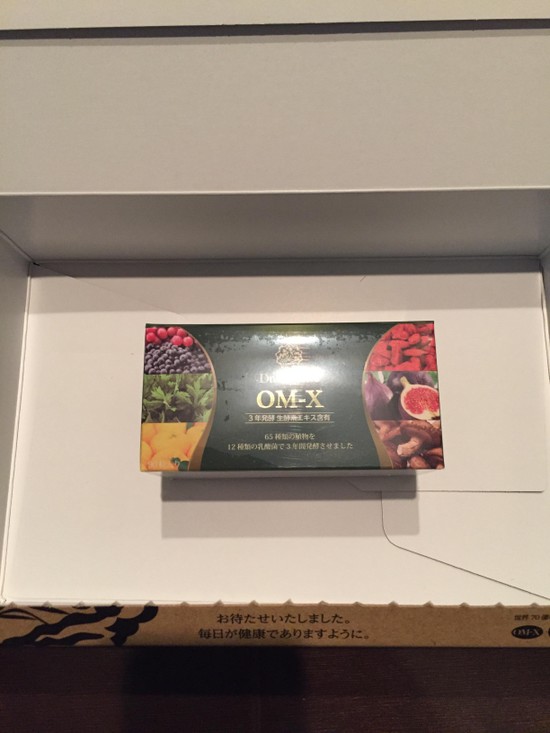 OM-X
3年発酵 生酵素エキス含有
65種類の植物を
12種類の乳酸菌で3年間発酵させました
お待たせいたしました。
毎日が健康でありますように。
OM-X